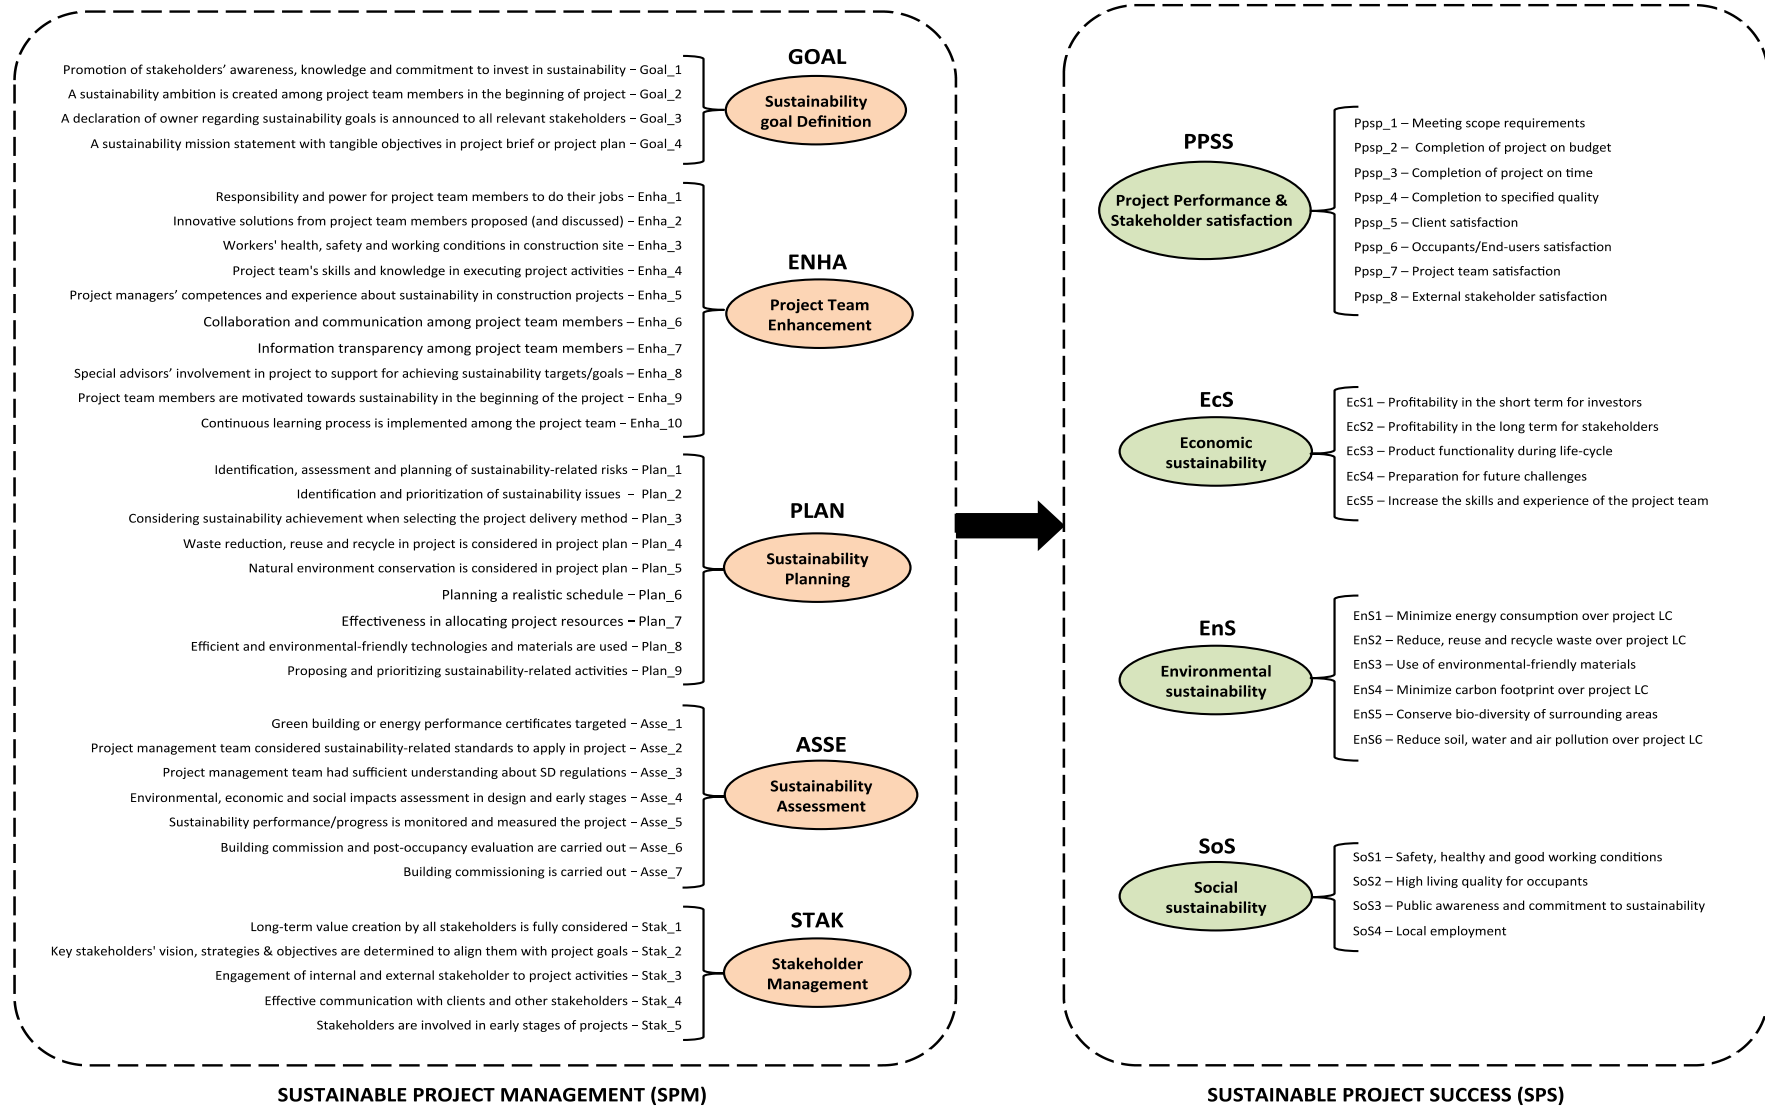 GOAL
Sustainability
goal Definition
Promotion of stakeholders’ awareness, knowledge and commitment to invest in sustainability – Goal_1
A sustainability ambition is created among project team members in the beginning of project – Goal_2
A declaration of owner regarding sustainability goals is announced to all relevant stakeholders – Goal_3
A sustainability mission statement with tangible objectives in project brief or project plan – Goal_4
ENHA
Project Team
Enhancement
Responsibility and power for project team members to do their jobs – Enha_1
Innovative solutions from project team members proposed (and discussed) – Enha_2
Workers' health, safety and working conditions in construction site – Enha_3
Project team's skills and knowledge in executing project activities – Enha_4
Project managers’ competences and experience about sustainability in construction projects – Enha_5
Collaboration and communication among project team members – Enha_6
Information transparency among project team members – Enha_7
Special advisors’ involvement in project to support for achieving sustainability targets/goals – Enha_8
Project team members are motivated towards sustainability in the beginning of the project – Enha_9
Continuous learning process is implemented among the project team – Enha_10
PLAN
Sustainability
Planning
Identification, assessment and planning of sustainability-related risks – Plan_1
Identification and prioritization of sustainability issues – Plan_2
Considering sustainability achievement when selecting the project delivery method – Plan_3
Waste reduction, reuse and recycle in project is considered in project plan – Plan_4
Natural environment conservation is considered in project plan – Plan_5
Planning a realistic schedule – Plan_6
Effectiveness in allocating project resources – Plan_7
Efficient and environmental-friendly technologies and materials are used – Plan_8
Proposing and prioritizing sustainability-related activities – Plan_9
ASSE
Sustainability
Assessment
Green building or energy performance certificates targeted – Asse_1
Project management team considered sustainability-related standards to apply in project – Asse_2
Project management team had sufficient understanding about SD regulations – Asse_3
Environmental, economic and social impacts assessment in design and early stages – Asse_4
Sustainability performance/progress is monitored and measured the project – Asse_5
Building commission and post-occupancy evaluation are carried out – Asse_6
Building commissioning is carried out – Asse_7
STAK
Stakeholder
Management
Long-term value creation by all stakeholders is fully considered – Stak_1
Key stakeholders' vision, strategies & objectives are determined to align them with project goals – Stak_2
Engagement of internal and external stakeholder to project activities – Stak_3
Effective communication with clients and other stakeholders – Stak_4
Stakeholders are involved in early stages of projects – Stak_5
SUSTAINABLE PROJECT MANAGEMENT (SPM)
PPSS
Project Performance &
Stakeholder satisfaction
Ppsp_1 – Meeting scope requirements
Ppsp_2 – Completion of project on budget
Ppsp_3 – Completion of project on time
Ppsp_4 – Completion to specified quality
Ppsp_5 – Client satisfaction
Ppsp_6 – Occupants/End-users satisfaction
Ppsp_7 – Project team satisfaction
Ppsp_8 – External stakeholder satisfaction
EcS
Economic
sustainability
EcS1 – Profitability in the short term for investors
EcS2 – Profitability in the long term for stakeholders
EcS3 – Product functionality during life-cycle
EcS4 – Preparation for future challenges
EcS5 – Increase the skills and experience of the project team
EnS
Environmental
sustainability
EnS1 – Minimize energy consumption over project LC
EnS2 – Reduce, reuse and recycle waste over project LC
EnS3 – Use of environmental-friendly materials
EnS4 – Minimize carbon footprint over project LC
EnS5 – Conserve bio-diversity of surrounding areas
EnS6 – Reduce soil, water and air pollution over project LC
SoS
Social
sustainability
SoS1 – Safety, healthy and good working conditions
SoS2 – High living quality for occupants
SoS3 – Public awareness and commitment to sustainability
SoS4 – Local employment
SUSTAINABLE PROJECT SUCCESS (SPS)